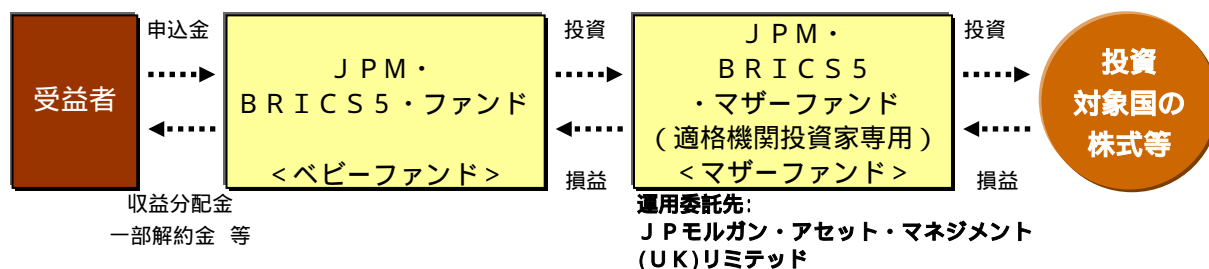 受益者
申込金
収益分配金
一部解約金 等
ＪＰＭ・
ＢＲＩＣＳ５・ファンド
<ベビーファンド>
投資
損益
ＪＰＭ・
ＢＲＩＣＳ５
・マザーファンド
(適格機関投資家専用)
<マザーファンド>
運用委託先:
ＪＰモルガン・アセット・マネジメント
(ＵＫ)リミテッド
投資
損益
投資
対象国の
株式等